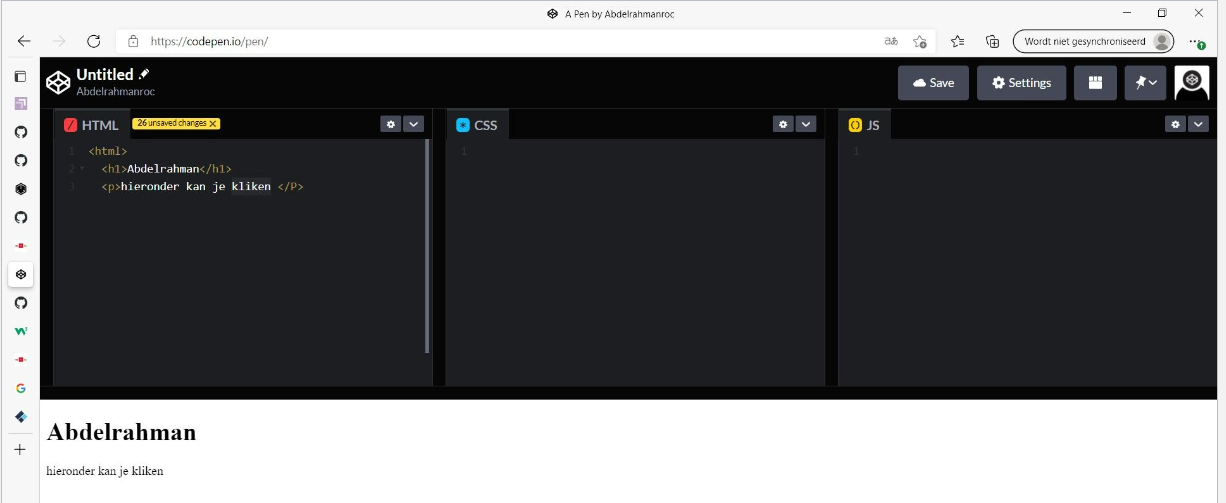 A Pen by Abdelrahmanroc
https://codepen.io/pen/
aあ
Wordt niet gesynchroniseerd
Untitled
Abdelrahmanroc
Save
Settings
HTML
26 unsaved changes X
CSS
JS
1 <html>
2 <h1>Abdelrahman</h1>
3 <p>hieronder kan je kliken </P>
1
1
Abdelrahman
hieronder kan je kliken